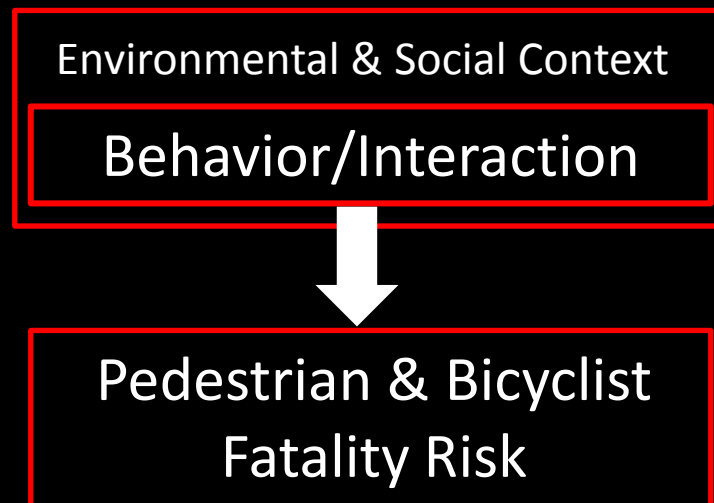 Environmental & Social Context
Behavior/Interaction
Pedestrian & Bicyclist
Fatality Risk